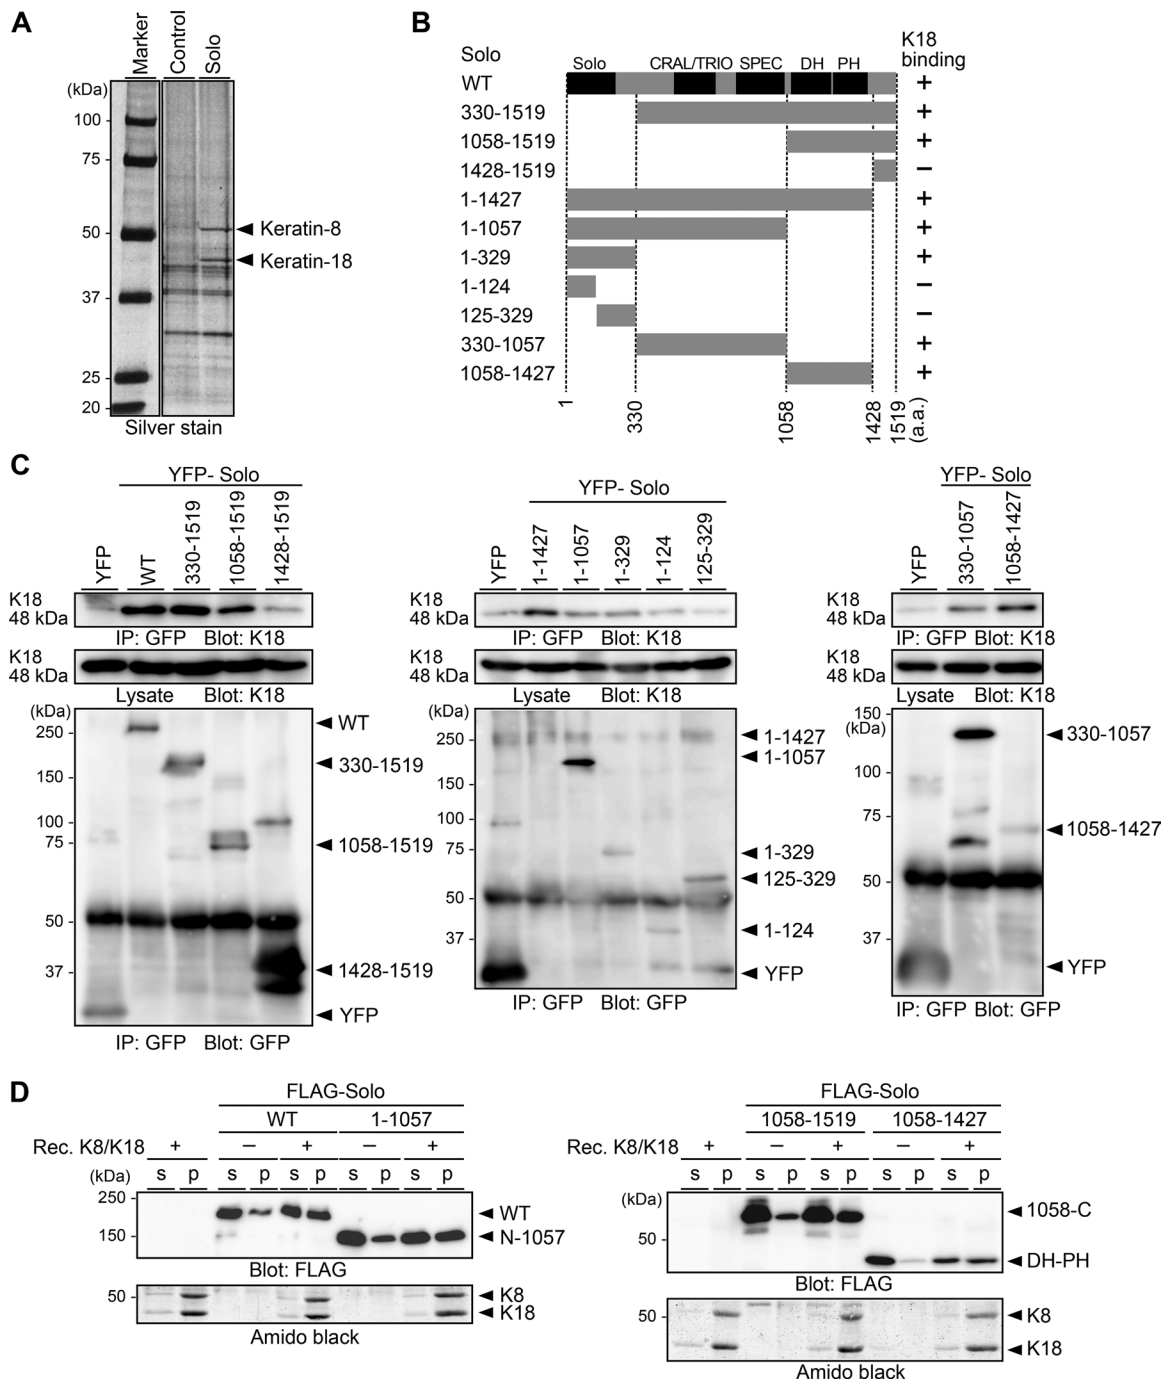 A
Marker
Control
Solo
(kDa)
100
75
50
37
25
20
Keratin-8
Keratin-18
Silver stain
B
Solo
K18
binding
Solo CRAL/TRIO SPEC DH PH
WT +
330-1519 +
1058-1519 +
1428-1519 −
1-1427 +
1-1057 +
1-329 +
1-124 −
125-329 −
330-1057 +
1058-1427 +
1
330
1058
1428
1519
(a.a.)
C
YFP- Solo
YFP
WT
330-1519
1058-1519
1428-1519
K18
48 kDa
IP: GFP Blot: K18
K18
48 kDa
Lysate Blot: K18
(kDa)
250
150
100
75
50
37
WT
330-1519
1058-1519
1428-1519
YFP
IP: GFP Blot: GFP
YFP- Solo
YFP
1-1427
1-1057
1-329
1-124
125-329
K18
48 kDa
IP: GFP Blot: K18
K18
48 kDa
Lysate Blot: K18
(kDa)
250
150
100
75
50
37
1-1427
1-1057
1-329
125-329
1-124
YFP
IP: GFP Blot: GFP
YFP- Solo
YFP
330-1057
1058-1427
K18
48 kDa
IP: GFP Blot: K18
K18
48 kDa
Lysate Blot: K18
150
(kDa)
100
75
50
37
330-1057
1058-1427
YFP
IP: GFP Blot: GFP
D
FLAG-Solo
WT 1-1057
Rec. K8/K18 + − + − +
(kDa) s p s p s p s p s p
250
150
WT
N-1057
Blot: FLAG
50
K8
K18
Amido black
FLAG-Solo
1058-1519 1058-1427
Rec. K8/K18 + − + − +
s p s p s p s p s p
(kDa)
50
1058-C
DH-PH
Blot: FLAG
50
K8
K18
Amido black